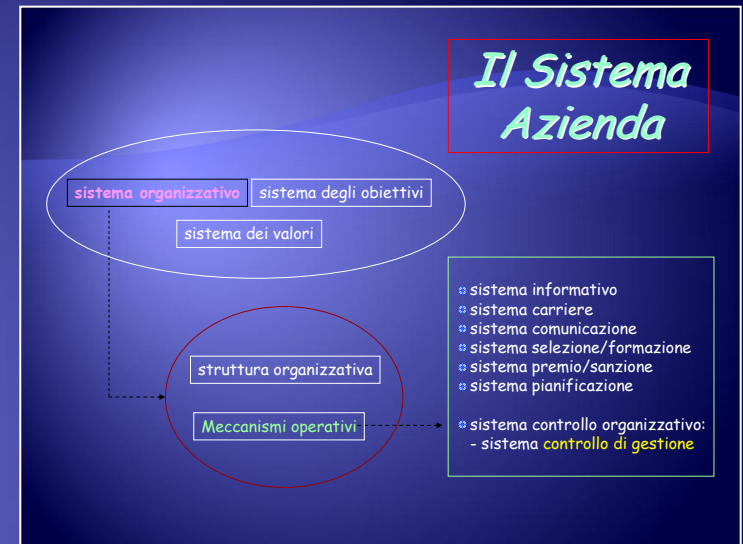 Il Sistema
Azienda
sistema organizzativo
sistema degli obiettivi
sistema dei valori
struttura organizzativa
Meccanismi operativi
sistema informativo
sistema carriere
sistema comunicazione
sistema selezione/formazione
sistema premio/sanzione
sistema pianificazione
sistema controllo organizzativo:
- sistema controllo di gestione